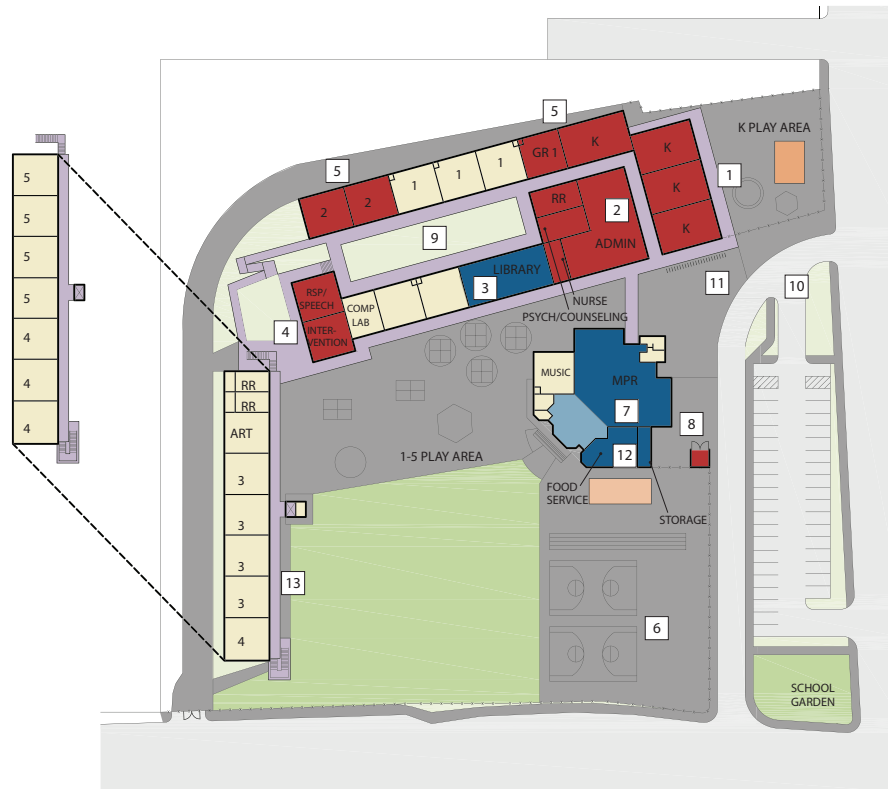 5
5
K PLAY AREA
K
GR 1
K
1
1
1
1
K
K
2
2
RR
2
ADMIN
9
LIBRARY
3
RSP/
SPEECH
INTER-
VENTION
COMP
LAB
4
NURSE
PSYCH/COUNSELING
11
10
5
5
5
5
4
4
4
MUSIC
MPR
7
8
12
1-5 PLAY AREA
FOOD
SERVICE
STORAGE
RR
RR
ART
3
3
3
3
4
13
6
SCHOOL
GARDEN